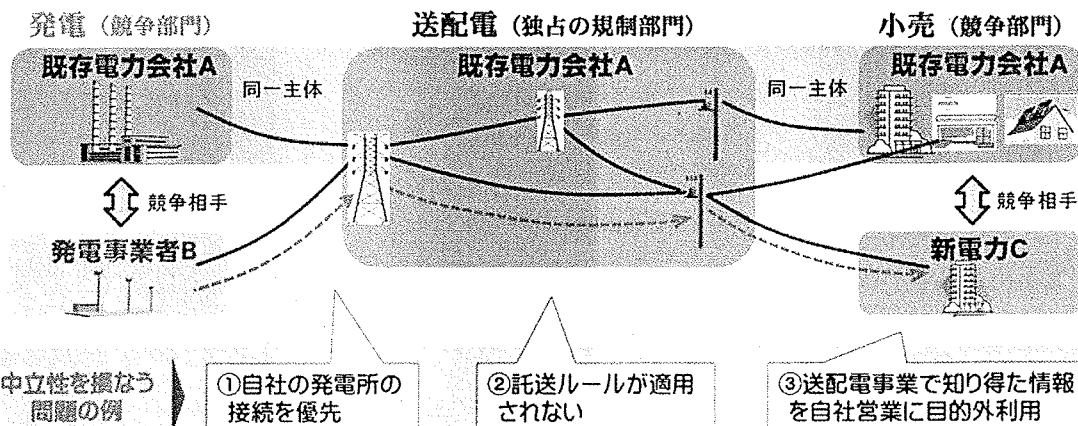 発電（競争部門）
送配電（独占の規制部門）
小売（競争部門）
既存電力会社A
同一主体
既存電力会社A
同一主体
既存電力会社A
競争相手
競争相手
発電事業者B
新電力C
中立性を損なう
問題の例
①自社の発電所の
接続を優先
②託送ルールが適用
されない
③送配電事業で知り得た情報
を自社営業に目的外利用